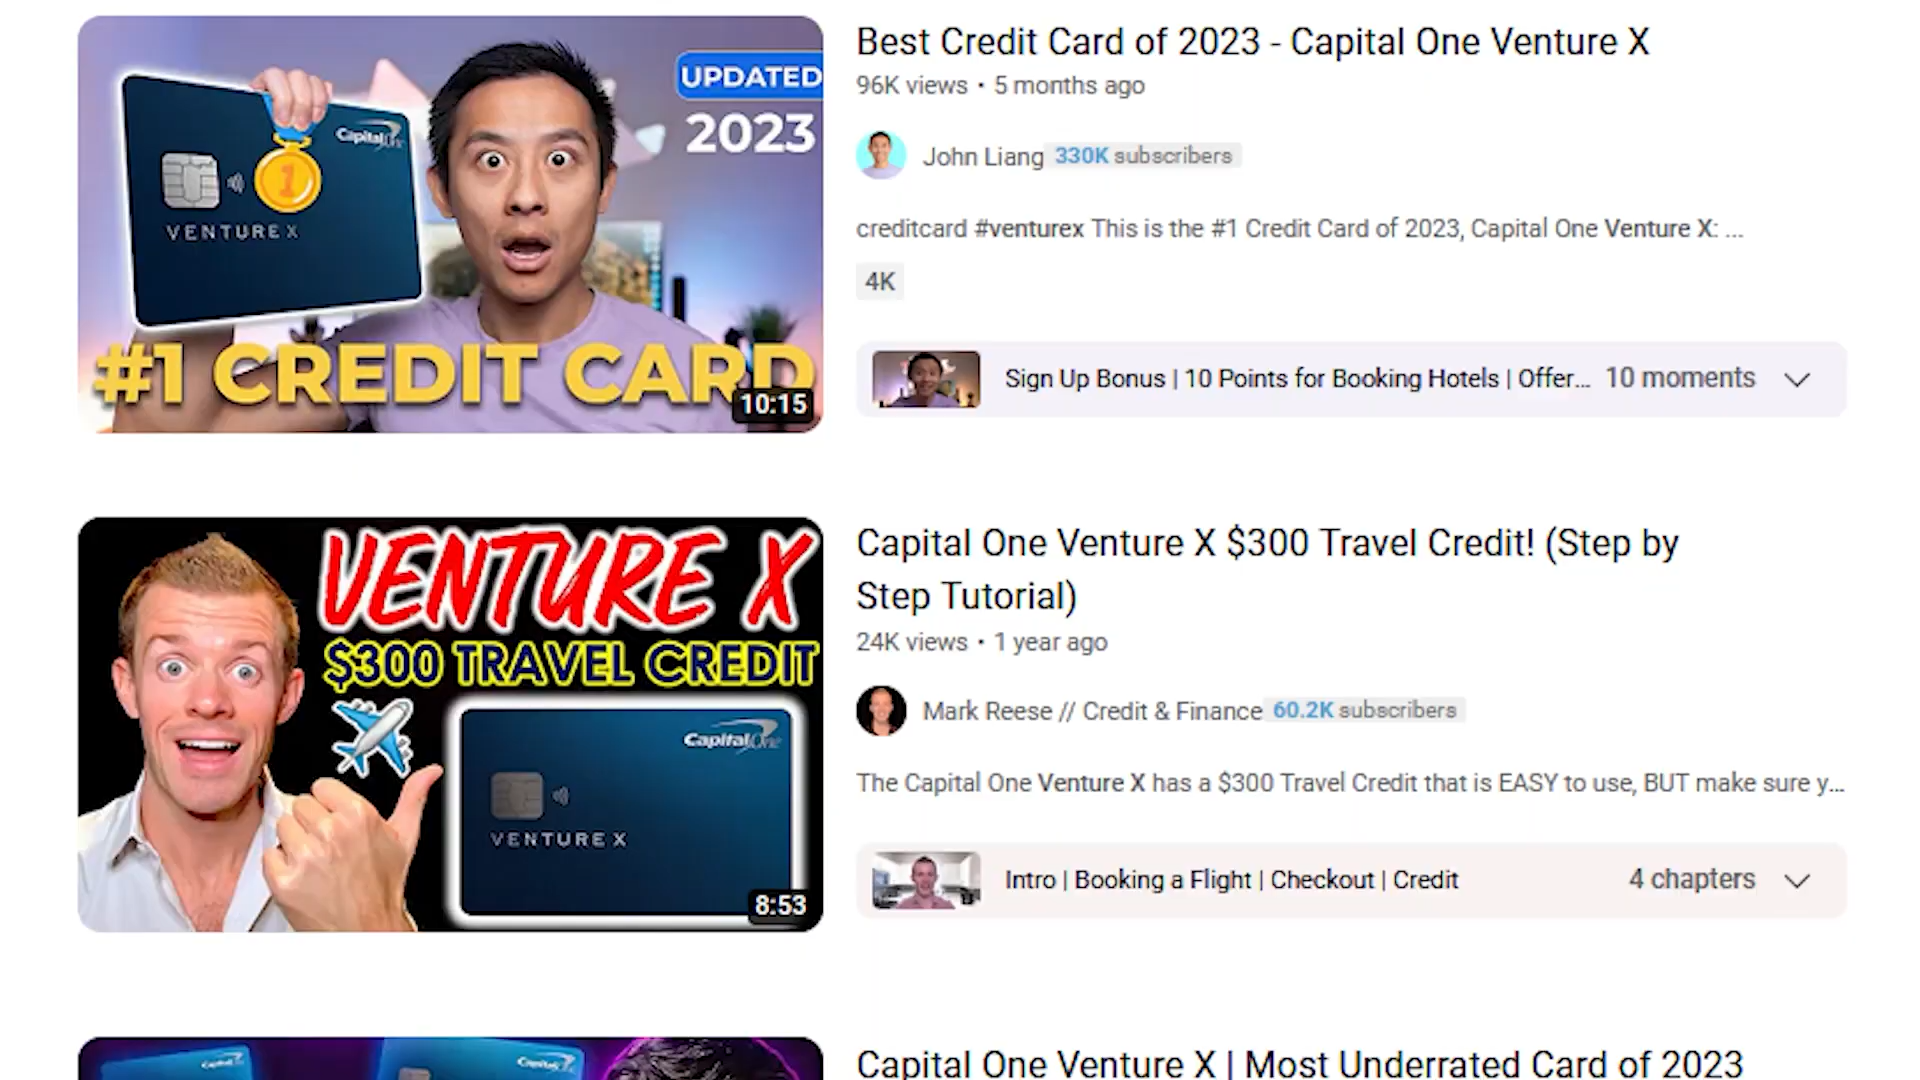 UPDATED
2023
CapitalOne
1
VENTURE X
#1 CREDIT CARD
10:15
Best Credit Card of 2023 - Capital One Venture X
96K views • 5 months ago
John Liang 330K subscribers
creditcard #venturex This is the #1 Credit Card of 2023, Capital One Venture X: ...
4K
Sign Up Bonus | 10 Points for Booking Hotels | Offer... 10 moments
VENTURE X
$300 TRAVEL CREDIT
CapitalOne
VENTURE X
8:53
Capital One Venture X $300 Travel Credit! (Step by
Step Tutorial)
24K views • 1 year ago
Mark Reese // Credit & Finance 60.2K subscribers
The Capital One Venture X has a $300 Travel Credit that is EASY to use, BUT make sure y...
Intro | Booking a Flight | Checkout | Credit 4 chapters
CapitalOne
CapitalOne
Capital One Venture X | Most Underrated Card of 2023